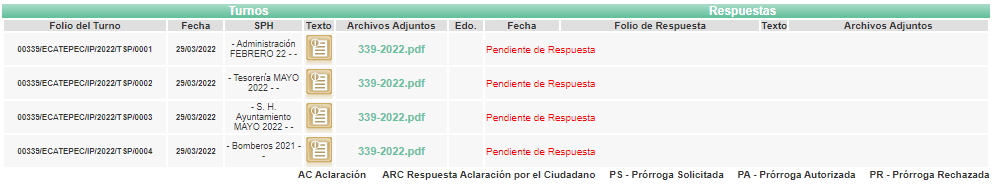 Turnos Respuestas
Folio del Turno Fecha SPH Texto Archivos Adjuntos Edo. Fecha Folio de Respuesta Texto Archivos Adjuntos
00339/ECATEPEC/IP/2022/TSP/0001 29/03/2022 - Administración FEBRERO 22 - - 339-2022.pdf Pendiente de Respuesta
00339/ECATEPEC/IP/2022/TSP/0002 29/03/2022 - Tesorería MAYO 2022 - - 339-2022.pdf Pendiente de Respuesta
00339/ECATEPEC/IP/2022/TSP/0003 29/03/2022 - S. H. Ayuntamiento MAYO 2022 - - 339-2022.pdf Pendiente de Respuesta
00339/ECATEPEC/IP/2022/TSP/0004 29/03/2022 - Bomberos 2021 - - 339-2022.pdf Pendiente de Respuesta
AC Aclaración ARC Respuesta Aclaración por el Ciudadano PS - Prórroga Solicitada PA - Prórroga Autorizada PR - Prórroga Rechazada